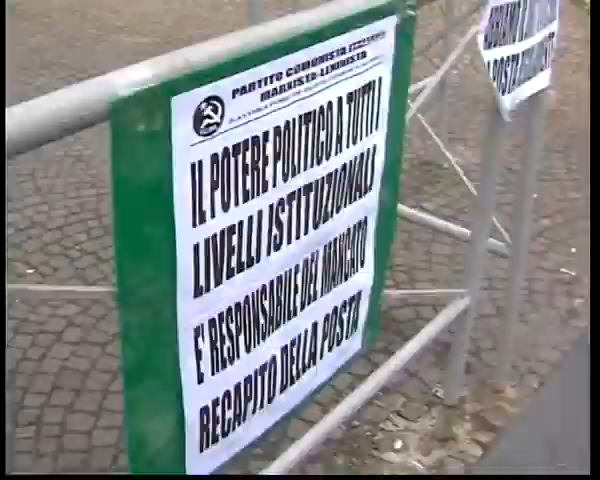 PARTITO COMUNISTA ITALIANO
MARXISTA-LENINISTA
IL POTERE POLITICO A TUTTI I
LIVELLI ISTITUZIONALI
E' RESPONSABILE DEL MANCATO
RECAPITO DELLA POSTA